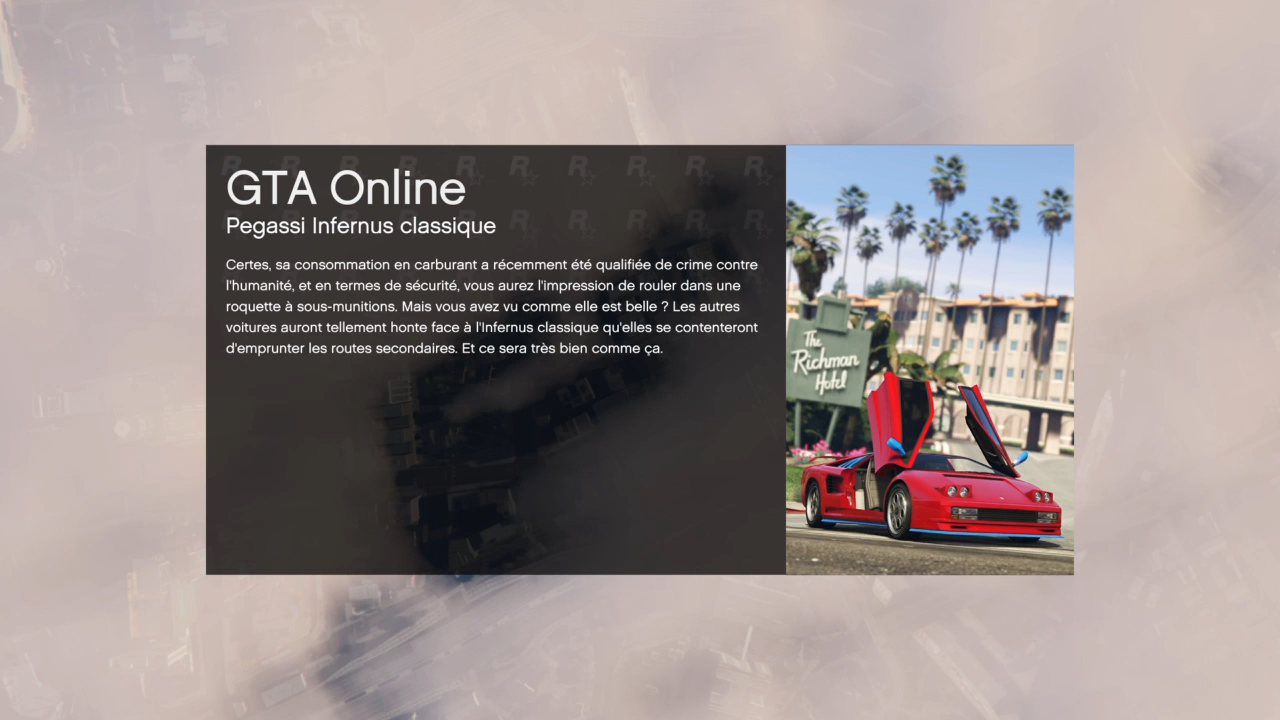 GTA Online
Pegassi Infernus classique
Certes, sa consommation en carburant a récemment été qualifiée de crime contre
l'humanité, et en termes de sécurité, vous aurez l'impression de rouler dans une
roquette à sous-munitions. Mais vous avez vu comme elle est belle ? Les autres
voitures auront tellement honte face à l'Infernus classique qu'elles se contenteront
d'emprunter les routes secondaires. Et ce sera très bien comme ça.
The
Richman
Hotel